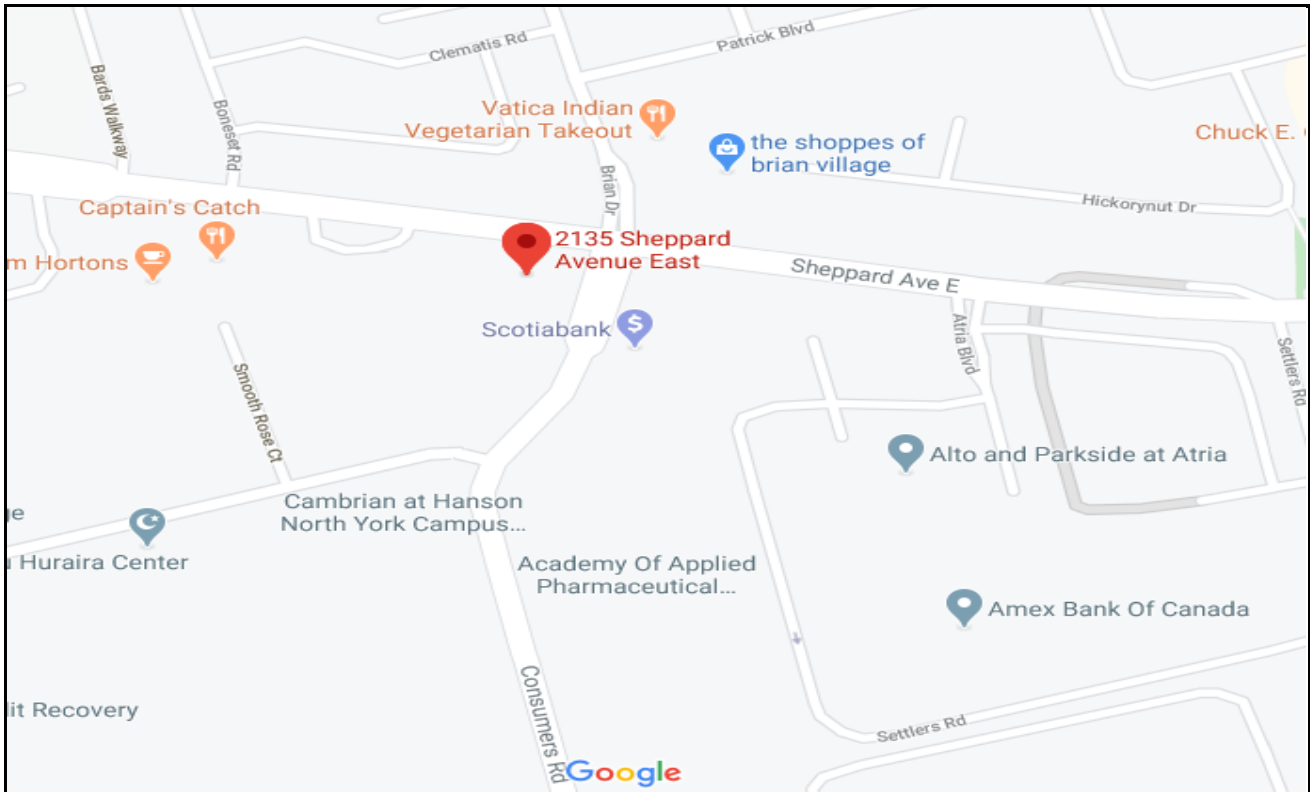 Clematis Rd
Patrick Blvd
Bards Walkway
Boneset Rd
Vatica Indian
Vegetarian Takeout
the shoppes of
brian village
Chuck E.
Brian Dr
Hickorynut Dr
Captain's Catch
m Hortons
2135 Sheppard
Avenue East
Sheppard Ave E
Scotiabank
Atria Blvd
Settlers Rd
Smooth Rose Ct
Alto and Parkside at Atria
Cambrian at Hanson
North York Campus...
ge
Huraira Center
Academy Of Applied
Pharmaceutical...
Amex Bank Of Canada
Consumers Rd
lit Recovery
Settlers Rd
Google